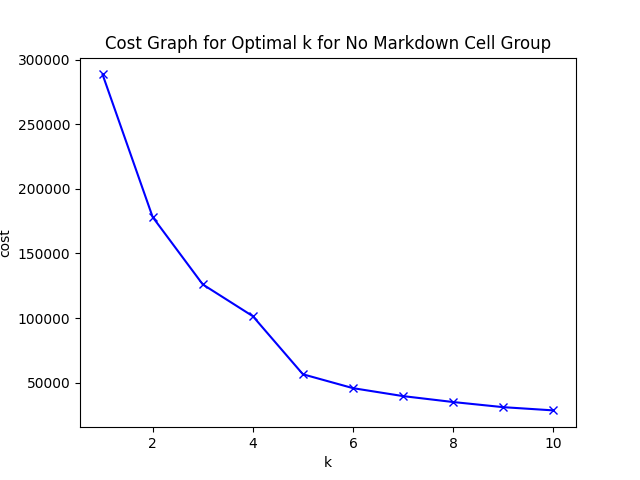 Cost Graph for Optimal k for No Markdown Cell Group
300000
250000
200000
150000
100000
50000
cost
2 4 6 8 10
k